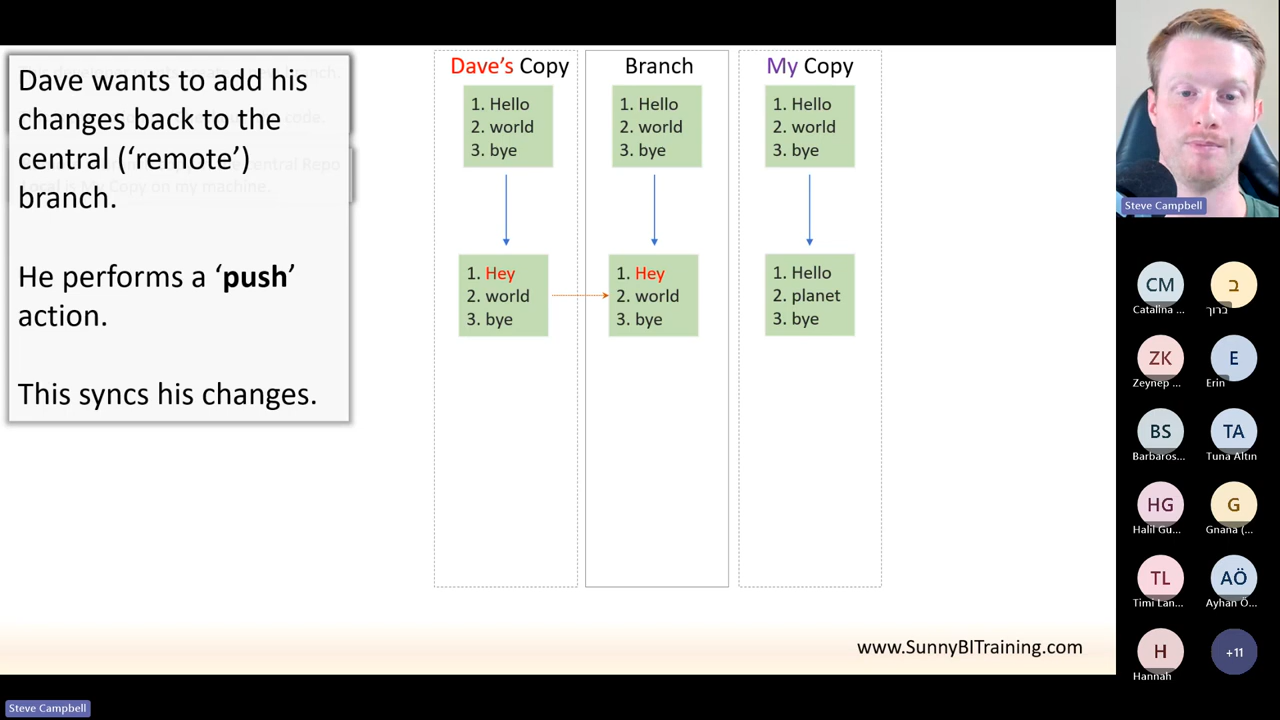 Dave wants to add his
changes back to the
central (‘remote’)
branch.
He performs a ‘push’
action.
This syncs his changes.
Dave's Copy
1. Hello
2. world
3. bye
1. Hey
2. world
3. bye
Branch
1. Hello
2. world
3. bye
1. Hey
2. world
3. bye
My Copy
1. Hello
2. world
3. bye
1. Hello
2. planet
3. bye
www.SunnyBITraining.com
Steve Campbell
CM
Catalina ...
ב
ברוך
ZK
Zeynep ...
E
Erin
BS
Barbaros...
TA
Tuna Altın
HG
Halil Gu...
G
Gnana (...
TL
Timi Lan...
AÖ
Ayhan Ö...
H
Hannah
+11
Steve Campbell